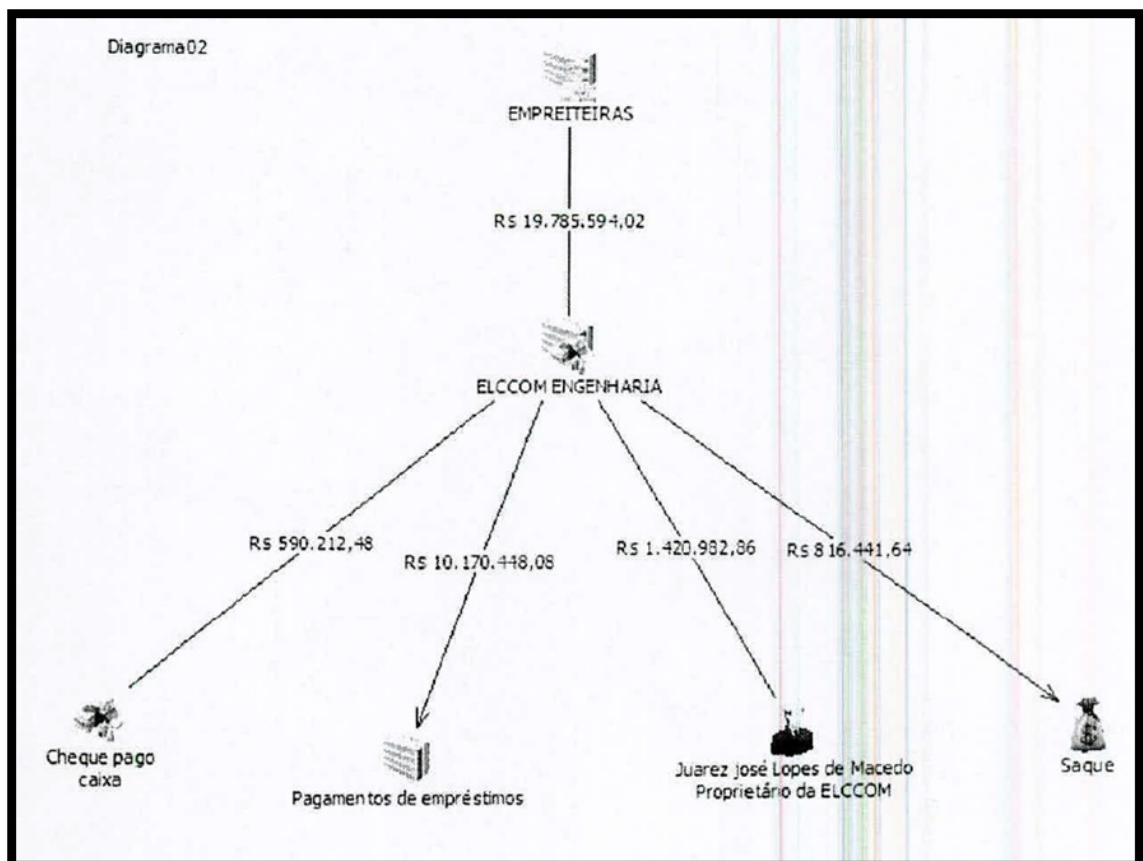 Diagrama02
EMPREITEIRAS
R$ 19.785.594,02
ELCCOM ENGENHARIA
R$ 590.212,48
R$ 10.170.448,08
R$ 1.420.982,86
R$ 816.441,64
Cheque pago
caixa
Pagamentos de empréstimos
Juarez josé Lopes de Macedo
Proprietário da ELCCOM
Saque